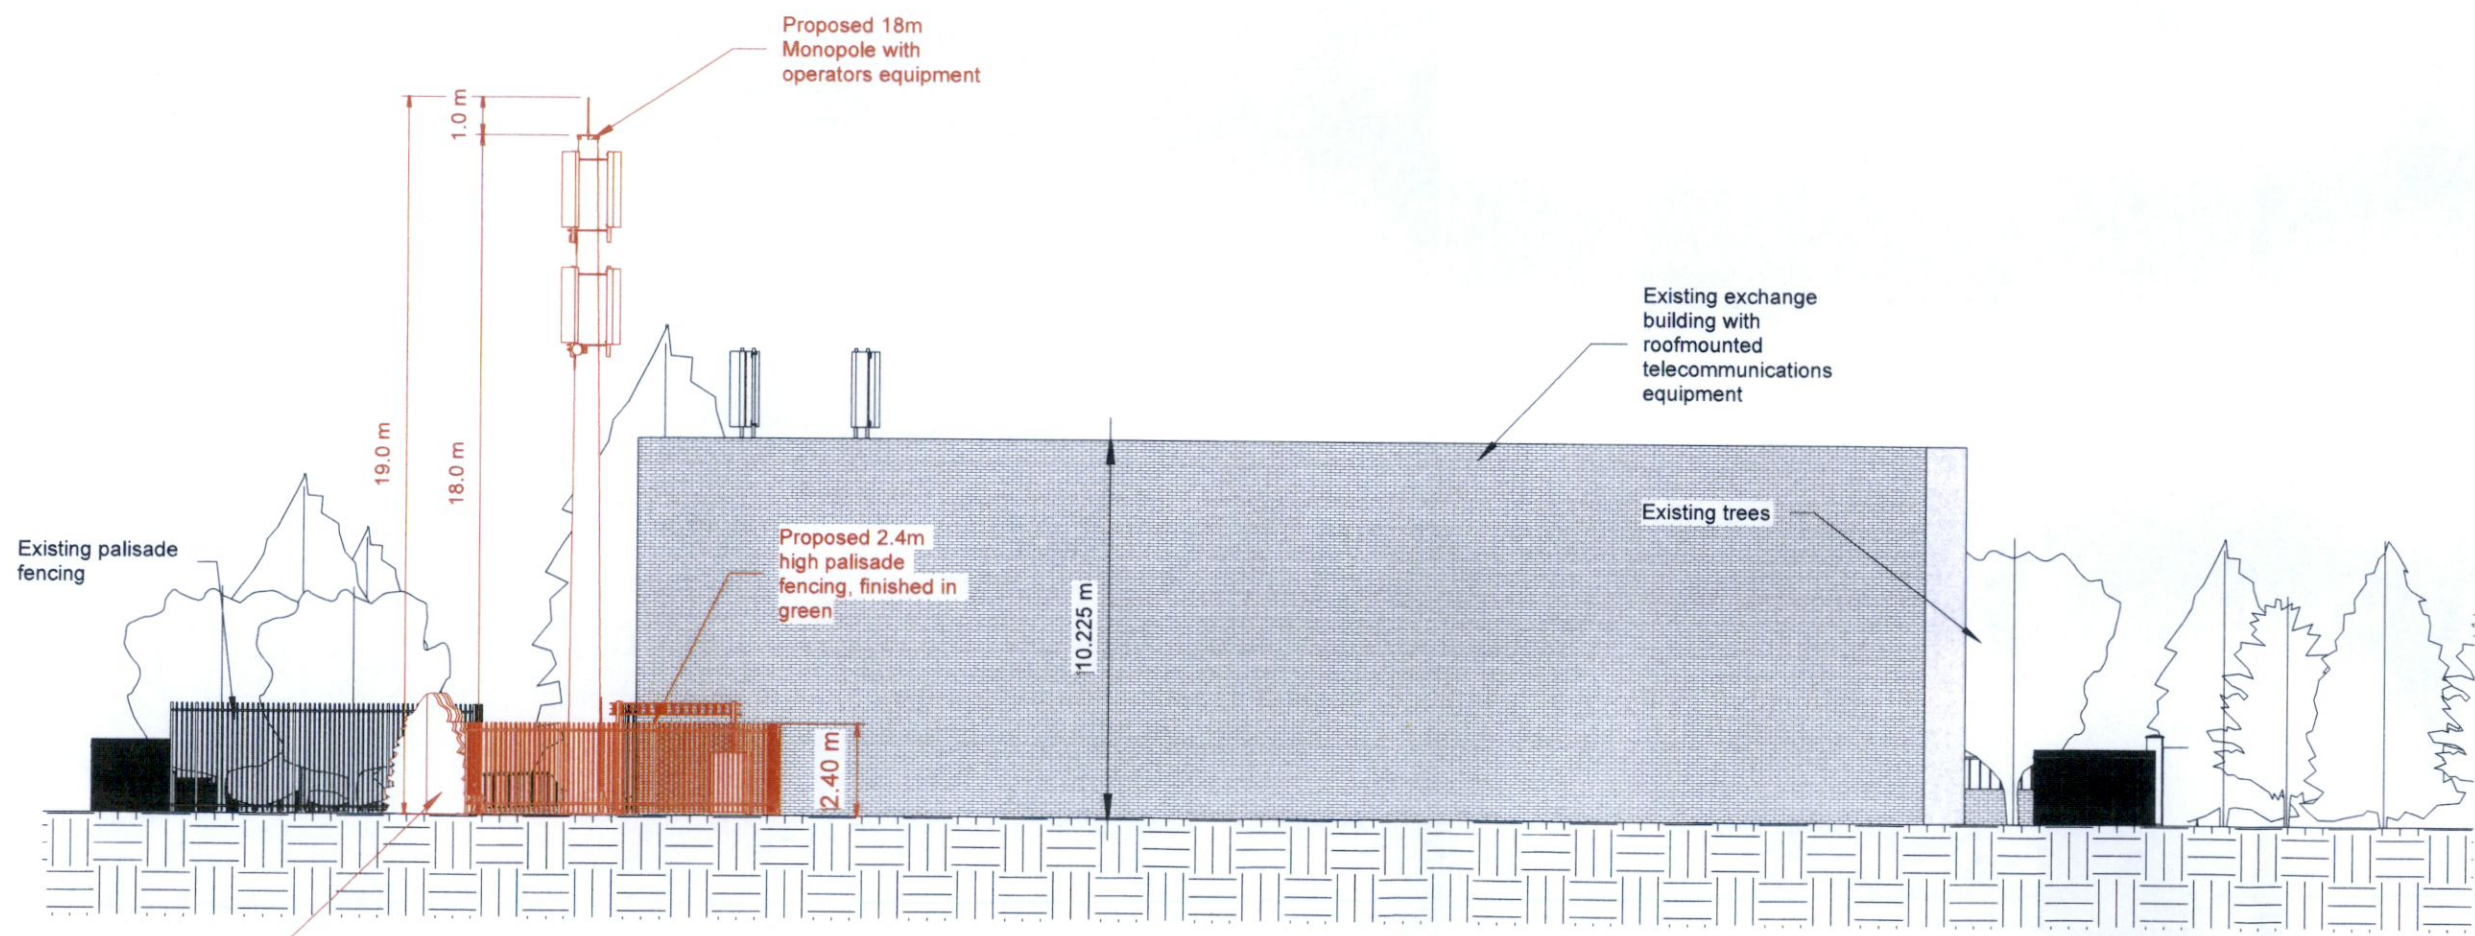 Proposed 18m
Monopole with
operators equipment
1.0 m
19.0 m
18.0 m
Existing exchange
building with
roofmounted
telecommunications
equipment
Existing trees
Existing palisade
fencing
Proposed 2.4m
high palisade
fencing, finished in
green
10.225 m
2.40 m